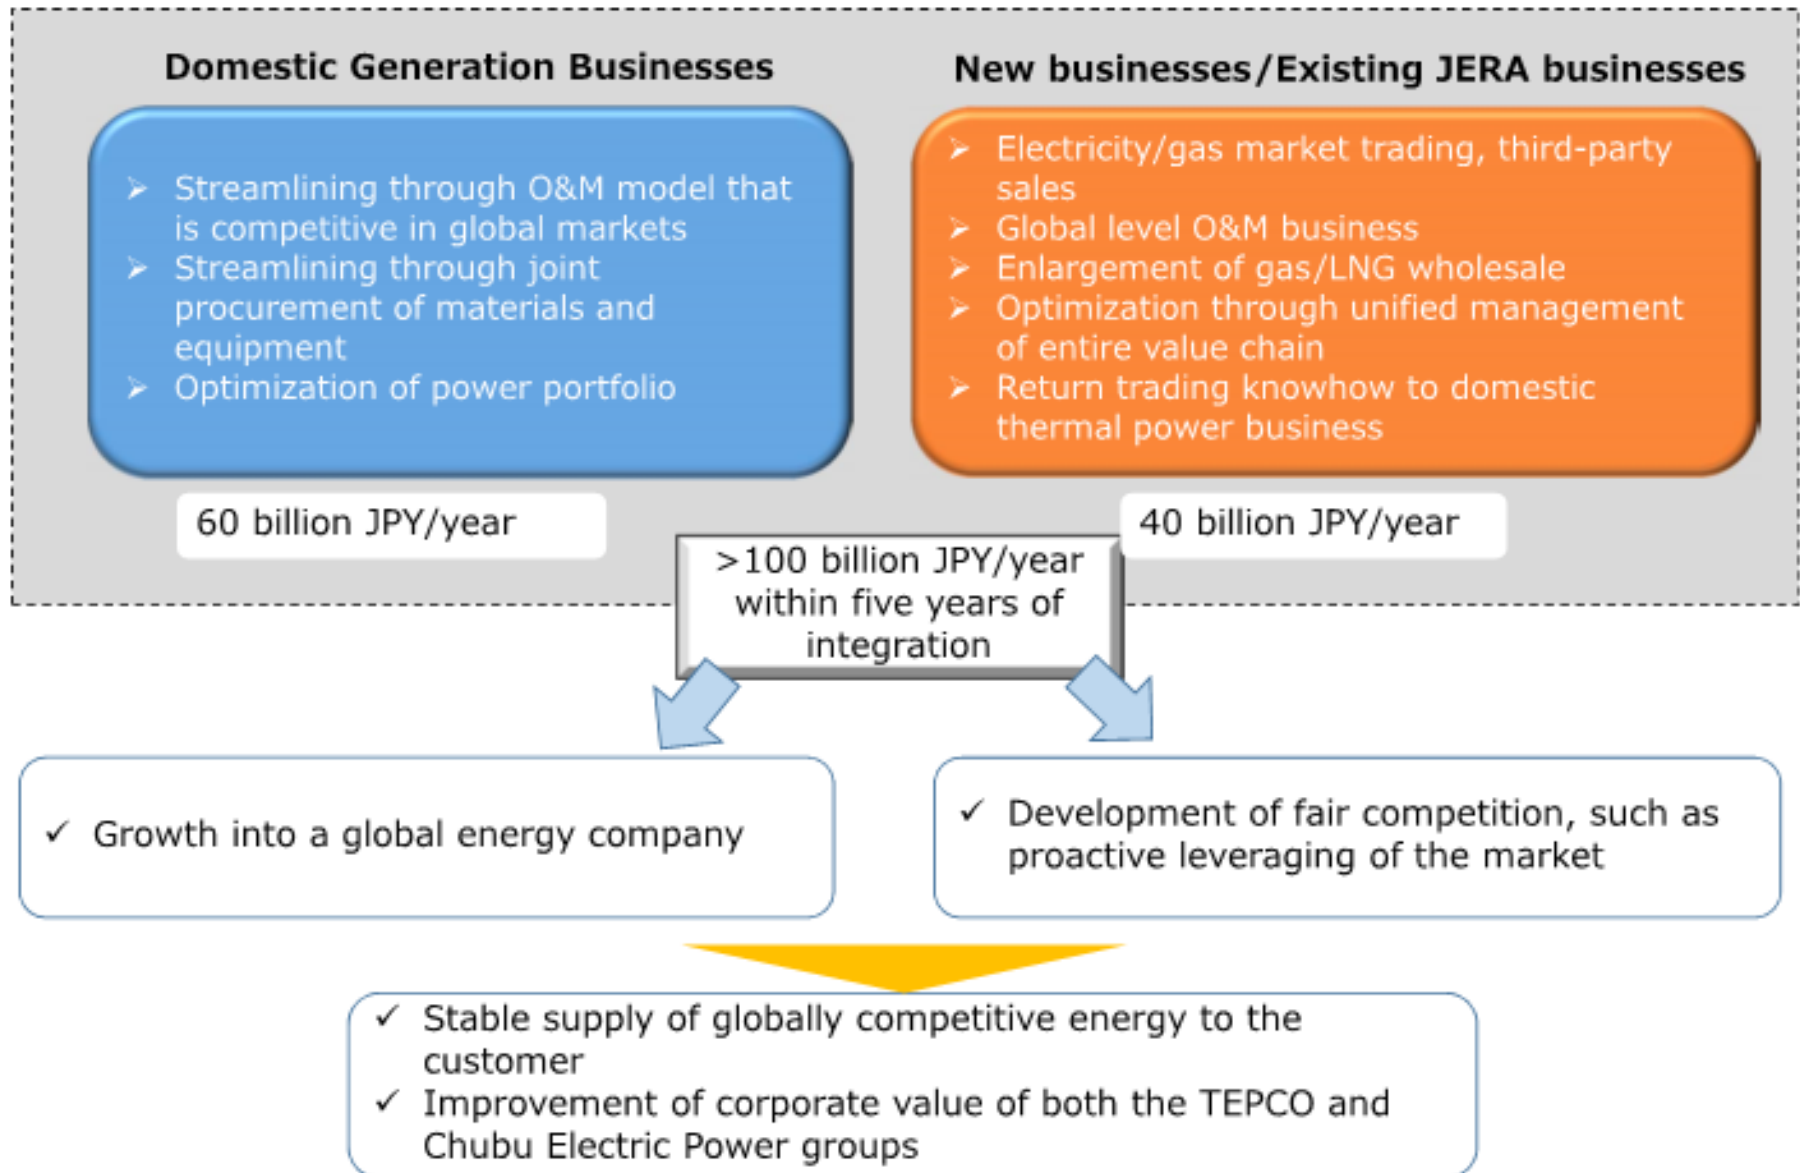 Domestic Generation Businesses
➢ Streamlining through O&M model that
is competitive in global markets
➢ Streamlining through joint
procurement of materials and
equipment
➢ Optimization of power portfolio
60 billion JPY/year
New businesses/Existing JERA businesses
➢ Electricity/gas market trading, third-party
sales
➢ Global level O&M business
➢ Enlargement of gas/LNG wholesale
➢ Optimization through unified management
of entire value chain
➢ Return trading knowhow to domestic
thermal power business
40 billion JPY/year
>100 billion JPY/year
within five years of
integration
✓ Growth into a global energy company
✓ Development of fair competition, such as
proactive leveraging of the market
✓ Stable supply of globally competitive energy to the
customer
✓ Improvement of corporate value of both the TEPCO and
Chubu Electric Power groups